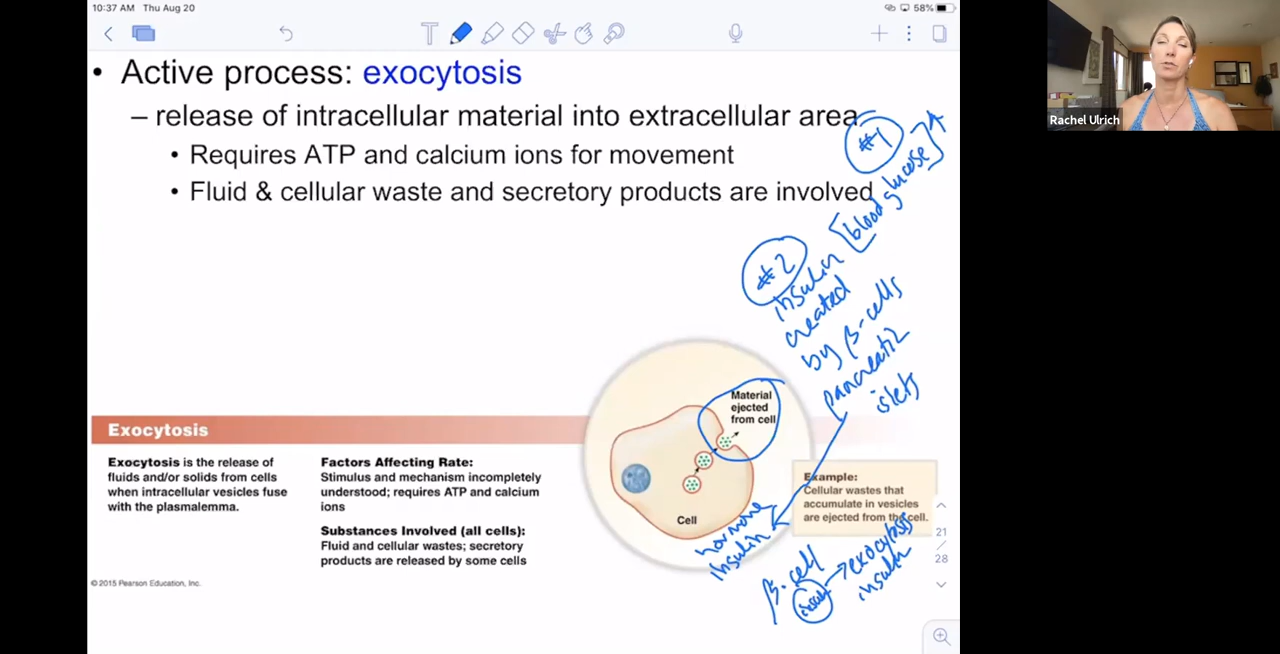 10:37 AM Thu Aug 20
58%
• Active process: exocytosis
– release of intracellular material into extracellular area
• Requires ATP and calcium ions for movement
• Fluid & cellular waste and secretory products are involved
#1
[blood glucose]↑
#2
insulin
created
by β-cells
pancreatic
islets
Exocytosis
Exocytosis is the release of
fluids and/or solids from cells
when intracellular vesicles fuse
with the plasmalemma.
Factors Affecting Rate:
Stimulus and mechanism incompletely
understood; requires ATP and calcium
ions
Substances Involved (all cells):
Fluid and cellular wastes; secretory
products are released by some cells
Material
ejected
from cell
Cell
Example:
Cellular wastes that
accumulate in vesicles
are ejected from the cell.
hormone
insulin
β-cell
→ exocytosis
insulin
21
/
28
© 2015 Pearson Education, Inc.
Rachel Ulrich